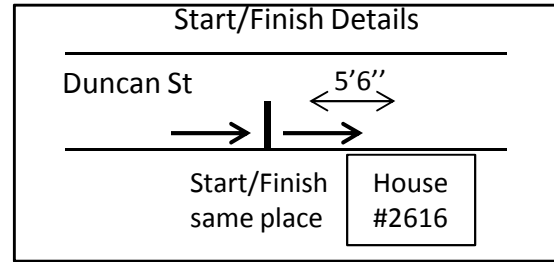 Start/Finish Details
Duncan St
5’6’’
Start/Finish
same place
House
#2616